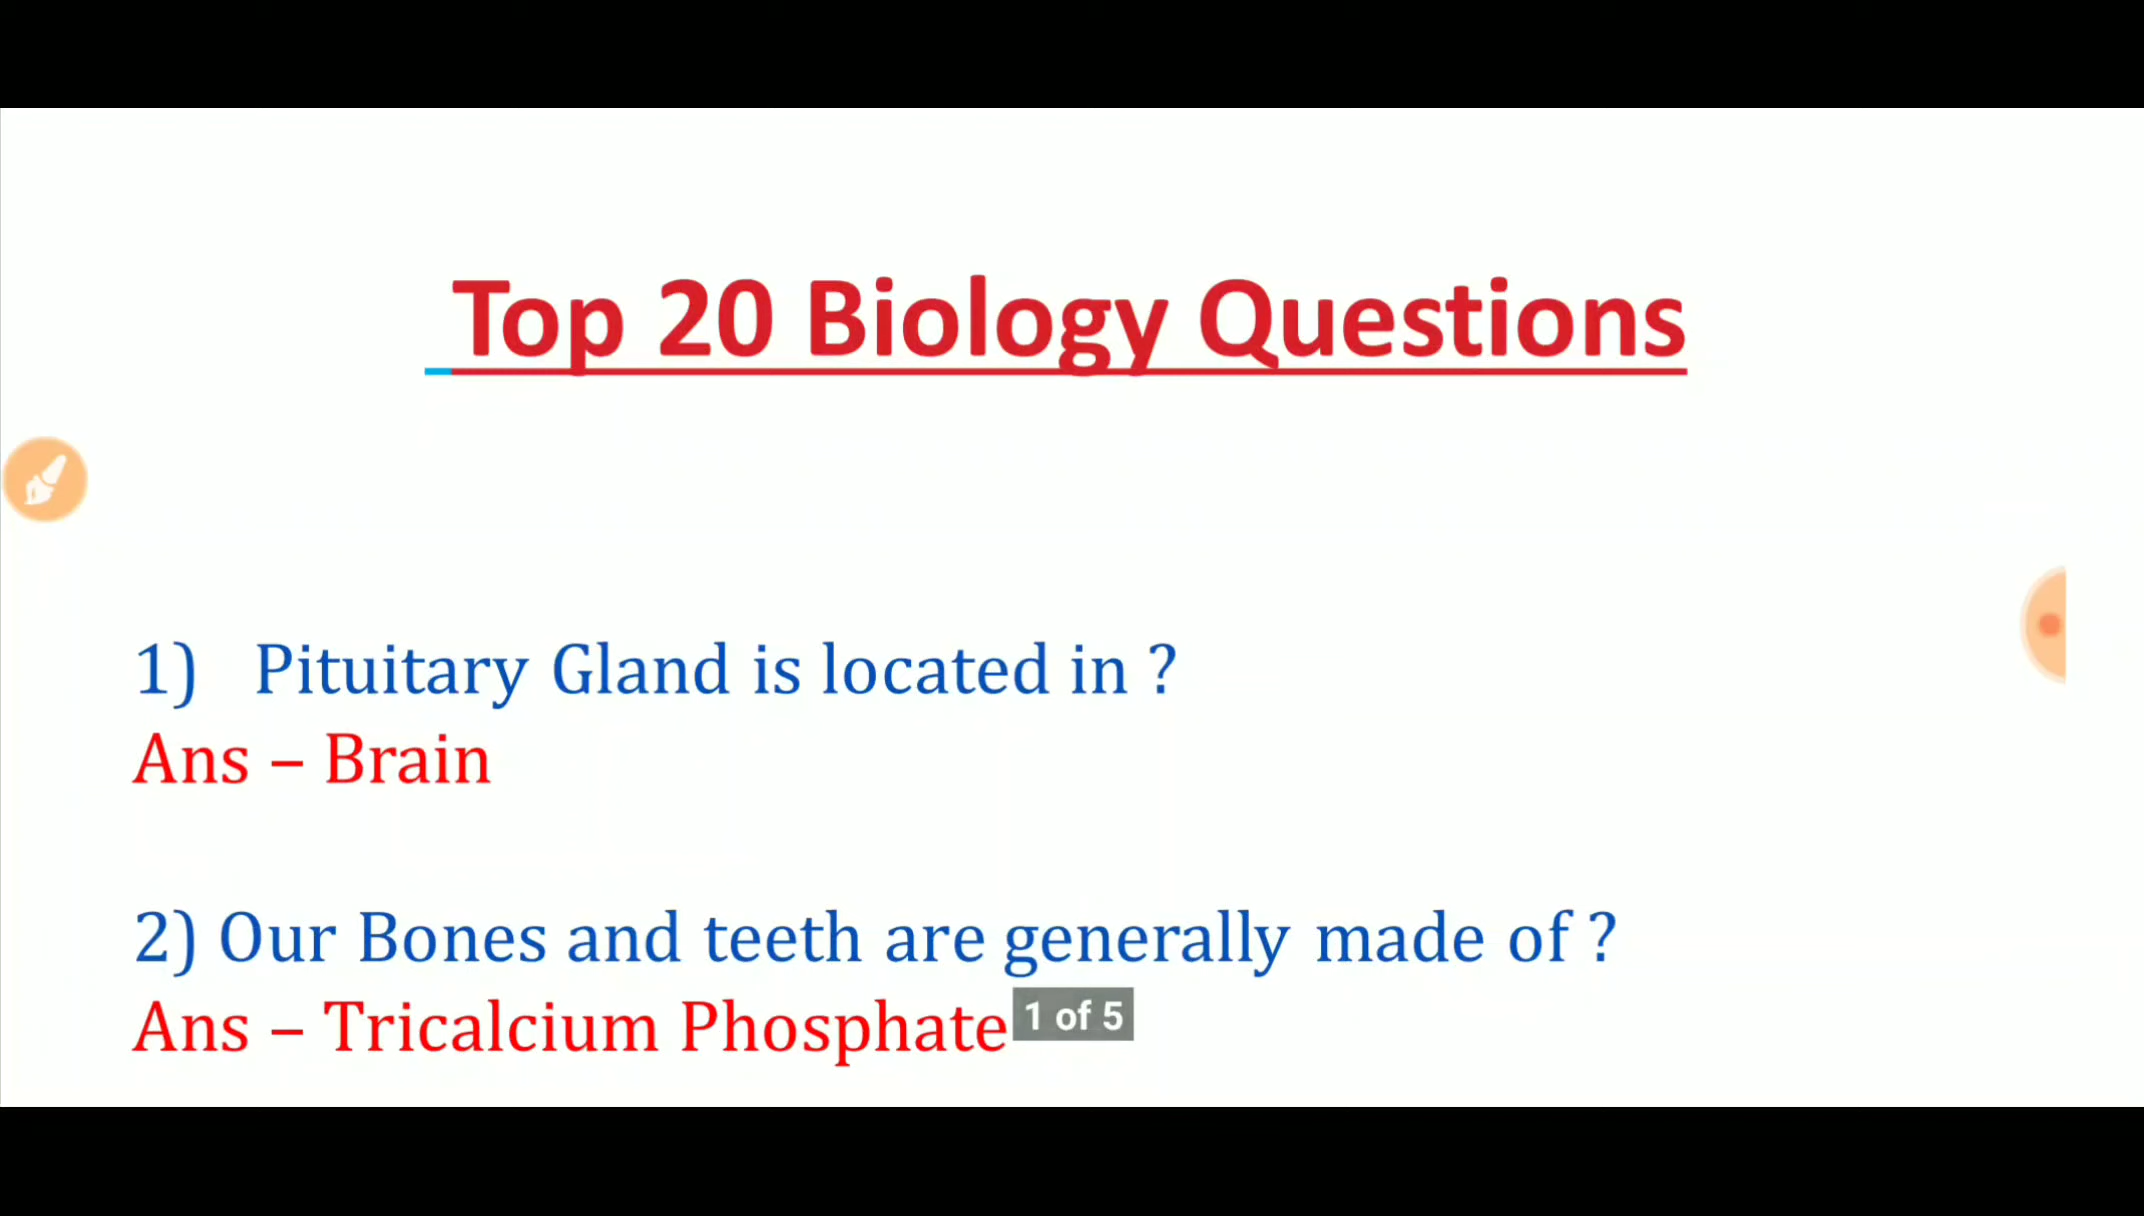 Top 20 Biology Questions
1) Pituitary Gland is located in ?
Ans – Brain
2) Our Bones and teeth are generally made of ?
Ans – Tricalcium Phosphate
1 of 5